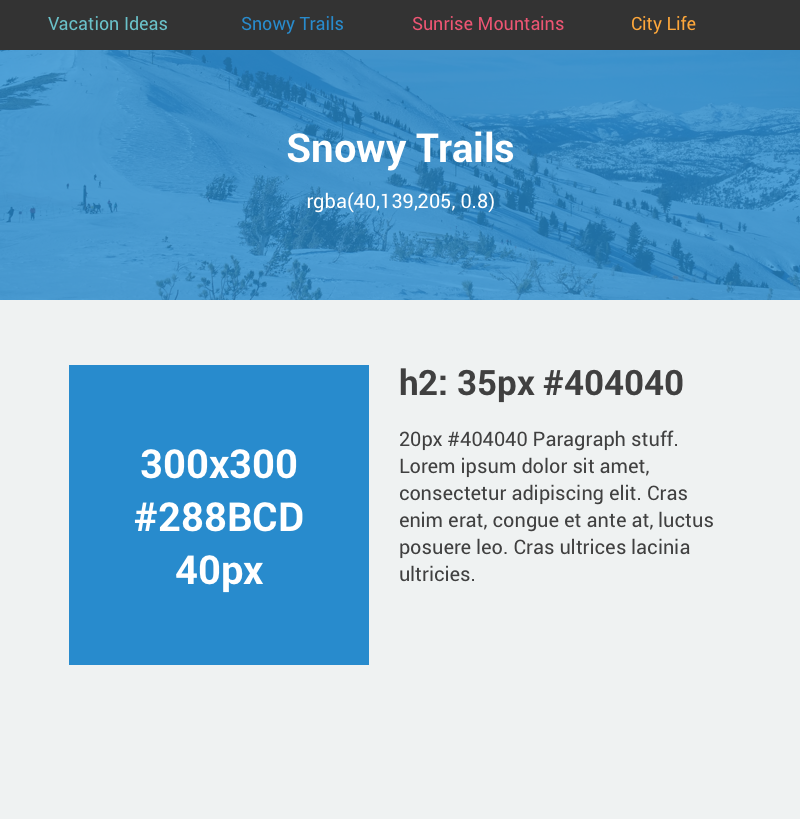 Vacation Ideas Snowy Trails Sunrise Mountains City Life
Snowy Trails
rgba(40,139,205, 0.8)
300x300
#288BCD
40px
h2: 35px #404040
20px #404040 Paragraph stuff.
Lorem ipsum dolor sit amet,
consectetur adipiscing elit. Cras
enim erat, congue et ante at, luctus
posuere leo. Cras ultrices lacinia
ultricies.